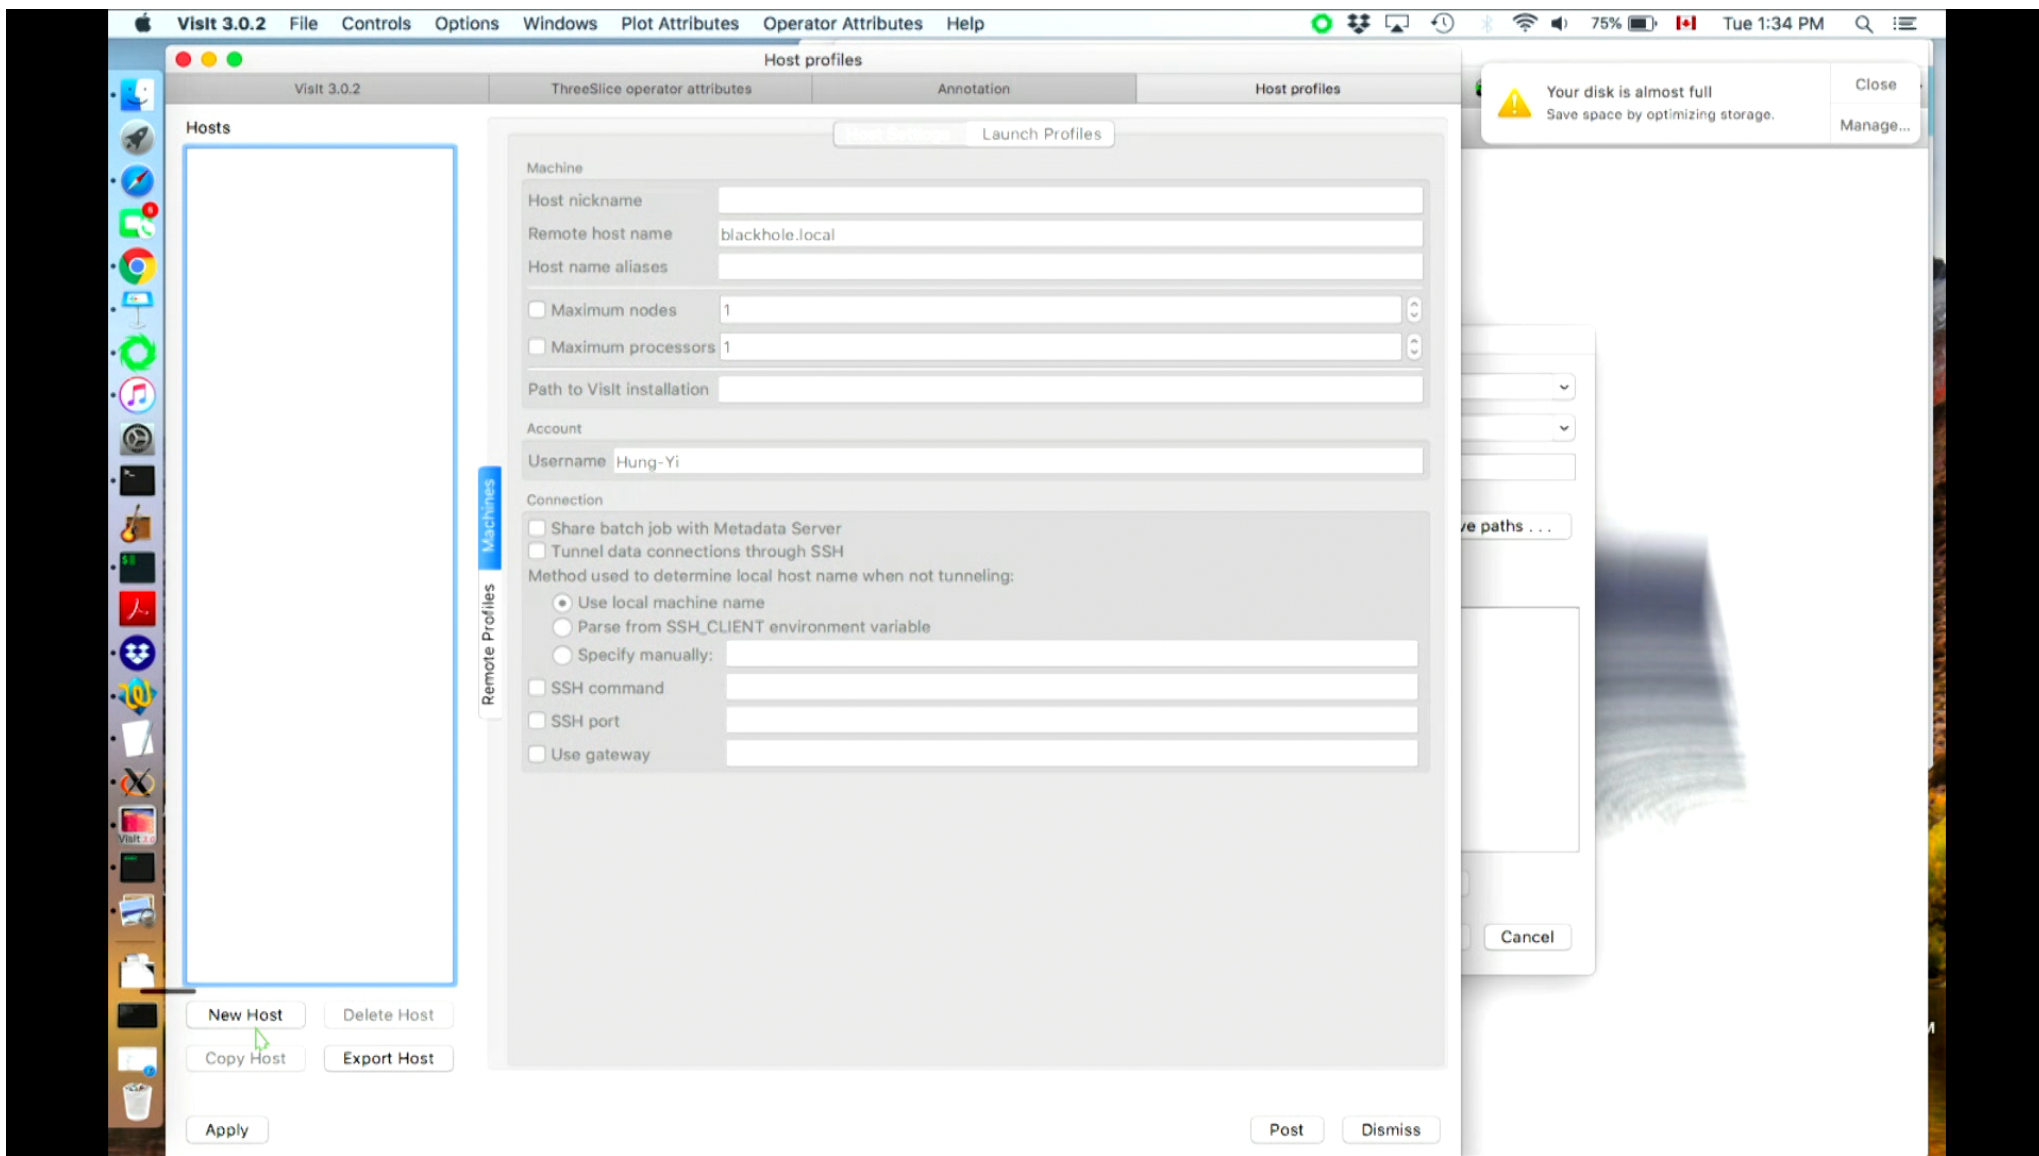 VisIt 3.0.2 File Controls Options Windows Plot Attributes Operator Attributes Help 75% Tue 1:34 PM
Host profiles
VisIt 3.0.2 ThreeSlice operator attributes Annotation Host profiles
Your disk is almost full
Save space by optimizing storage.
Close
Manage...
Hosts
Host Settings Launch Profiles
Machine
Host nickname
Remote host name blackhole.local
Host name aliases
Maximum nodes 1
Maximum processors 1
Path to VisIt installation
Account
Username Hung-Yi
Machines
Remote Profiles
Connection
Share batch job with Metadata Server
Tunnel data connections through SSH
Method used to determine local host name when not tunneling:
Use local machine name
Parse from SSH_CLIENT environment variable
Specify manually:
SSH command
SSH port
Use gateway
ve paths . . .
Cancel
New Host Delete Host
Copy Host Export Host
Apply Post Dismiss